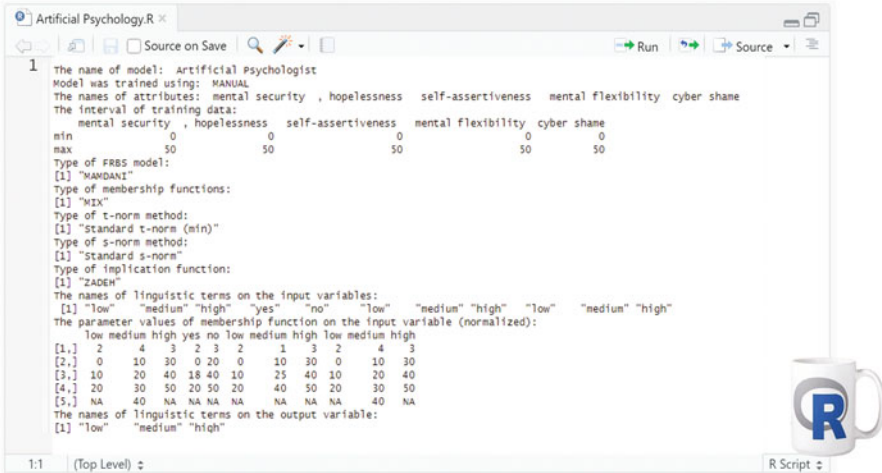 Artificial Psychology.R
Source on Save Run Source
1
The name of model: Artificial Psychologist
Model was trained using: MANUAL
The names of attributes: mental security , hopelessness self-assertiveness mental flexibility cyber shame
The interval of training data:
mental security , hopelessness self-assertiveness mental flexibility cyber shame
min 0 0 0 0 0
max 50 50 50 50 50
Type of FRBS model:
[1] "MAMDANI"
Type of membership functions:
[1] "MIX"
Type of t-norm method:
[1] "Standard t-norm (min)"
Type of s-norm method:
[1] "Standard s-norm"
Type of implication function:
[1] "ZADEH"
The names of linguistic terms on the input variables:
[1] "low" "medium" "high" "yes" "no" "low" "medium" "high" "low" "medium" "high"
The parameter values of membership function on the input variable (normalized):
low medium high yes no low medium high low medium high
[1,] 2 4 3 2 3 2 1 3 2 4 3
[2,] 0 10 30 0 20 0 10 30 0 10 30
[3,] 10 20 40 18 40 10 25 40 10 20 40
[4,] 20 30 50 20 50 20 40 50 20 30 50
[5,] NA 40 NA NA NA NA NA NA NA 40 NA
The names of linguistic terms on the output variable:
[1] "low" "medium" "high"
R
1:1 (Top Level) R Script